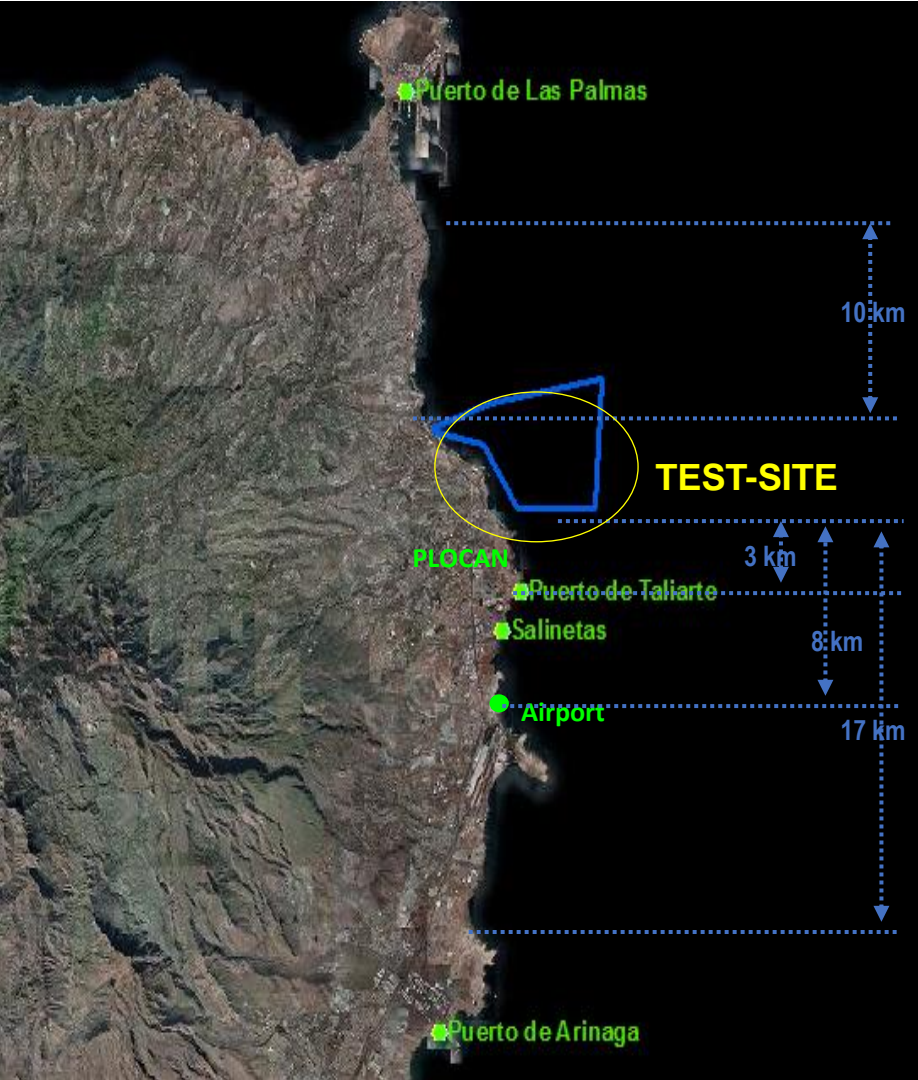 Puerto de Las Palmas
10 km
TEST-SITE
PLOCAN
3 km
Puerto de Taliarte
Salinetas
8 km
Airport
17 km
Puerto de Arinaga